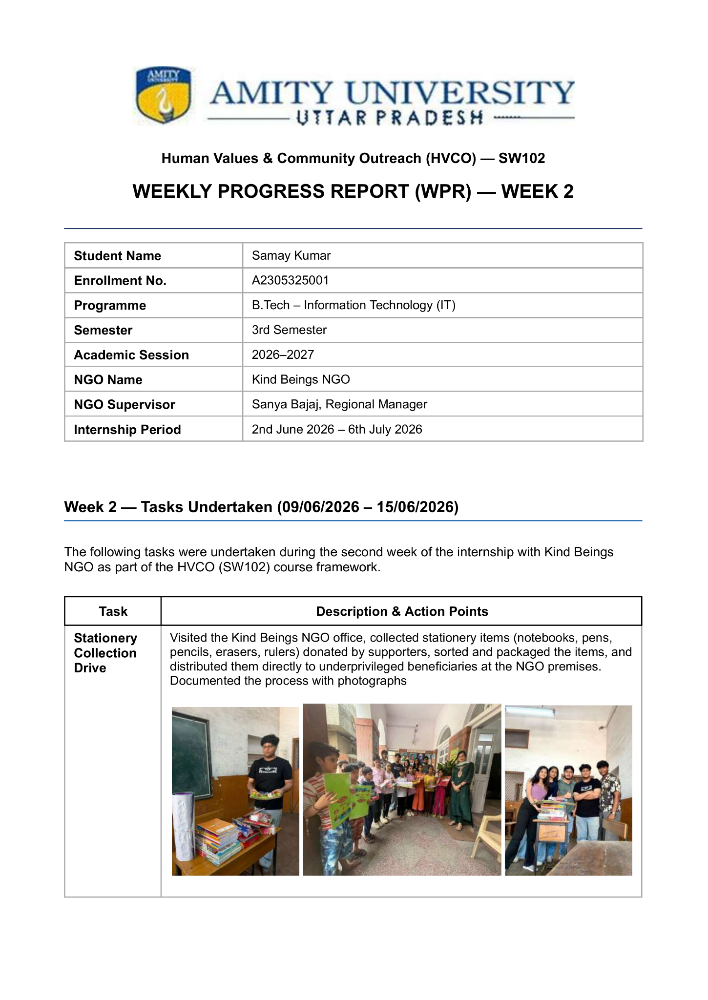 AMITY
UNIVERSITY
AMITY UNIVERSITY
UTTAR PRADESH
Human Values & Community Outreach (HVCO) — SW102
WEEKLY PROGRESS REPORT (WPR) — WEEK 2
Student Name Samay Kumar
Enrollment No. A2305325001
Programme B.Tech – Information Technology (IT)
Semester 3rd Semester
Academic Session 2026–2027
NGO Name Kind Beings NGO
NGO Supervisor Sanya Bajaj, Regional Manager
Internship Period 2nd June 2026 – 6th July 2026
Week 2 — Tasks Undertaken (09/06/2026 – 15/06/2026)
The following tasks were undertaken during the second week of the internship with Kind Beings
NGO as part of the HVCO (SW102) course framework.
Task Description & Action Points
Stationery
Collection
Drive
Visited the Kind Beings NGO office, collected stationery items (notebooks, pens,
pencils, erasers, rulers) donated by supporters, sorted and packaged the items, and
distributed them directly to underprivileged beneficiaries at the NGO premises.
Documented the process with photographs